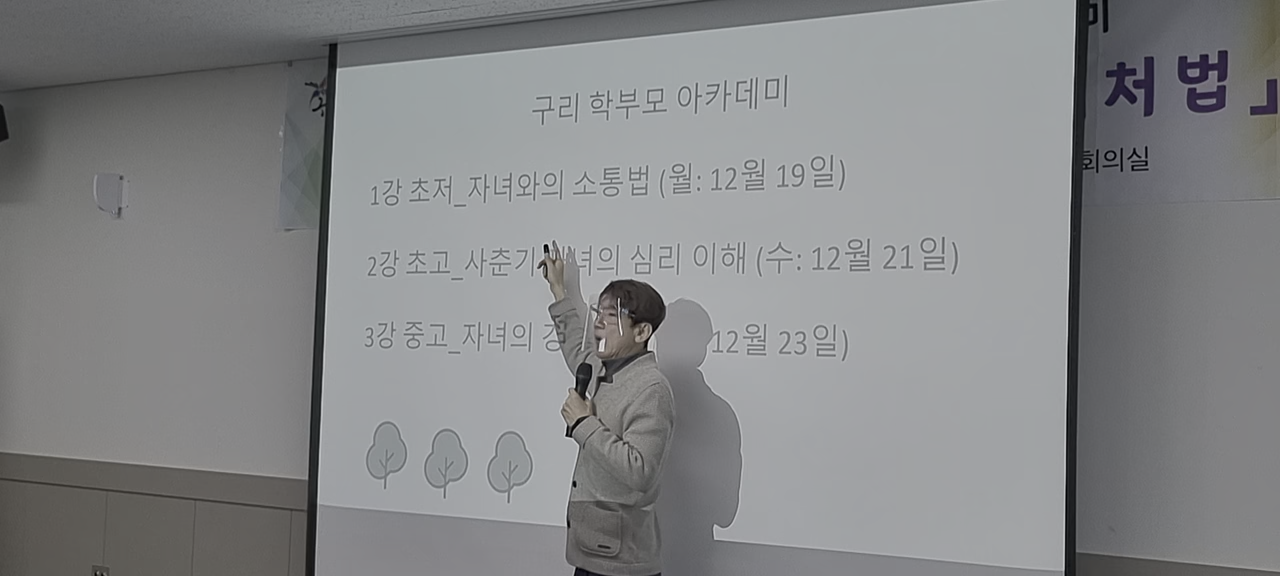 구리 학부모 아카데미
1강 초저_자녀와의 소통법 (월: 12월 19일)
2강 초고_사춘기 자녀의 심리 이해 (수: 12월 21일)
3강 중고_자녀의 12월 23일)
미
처법」
회의실